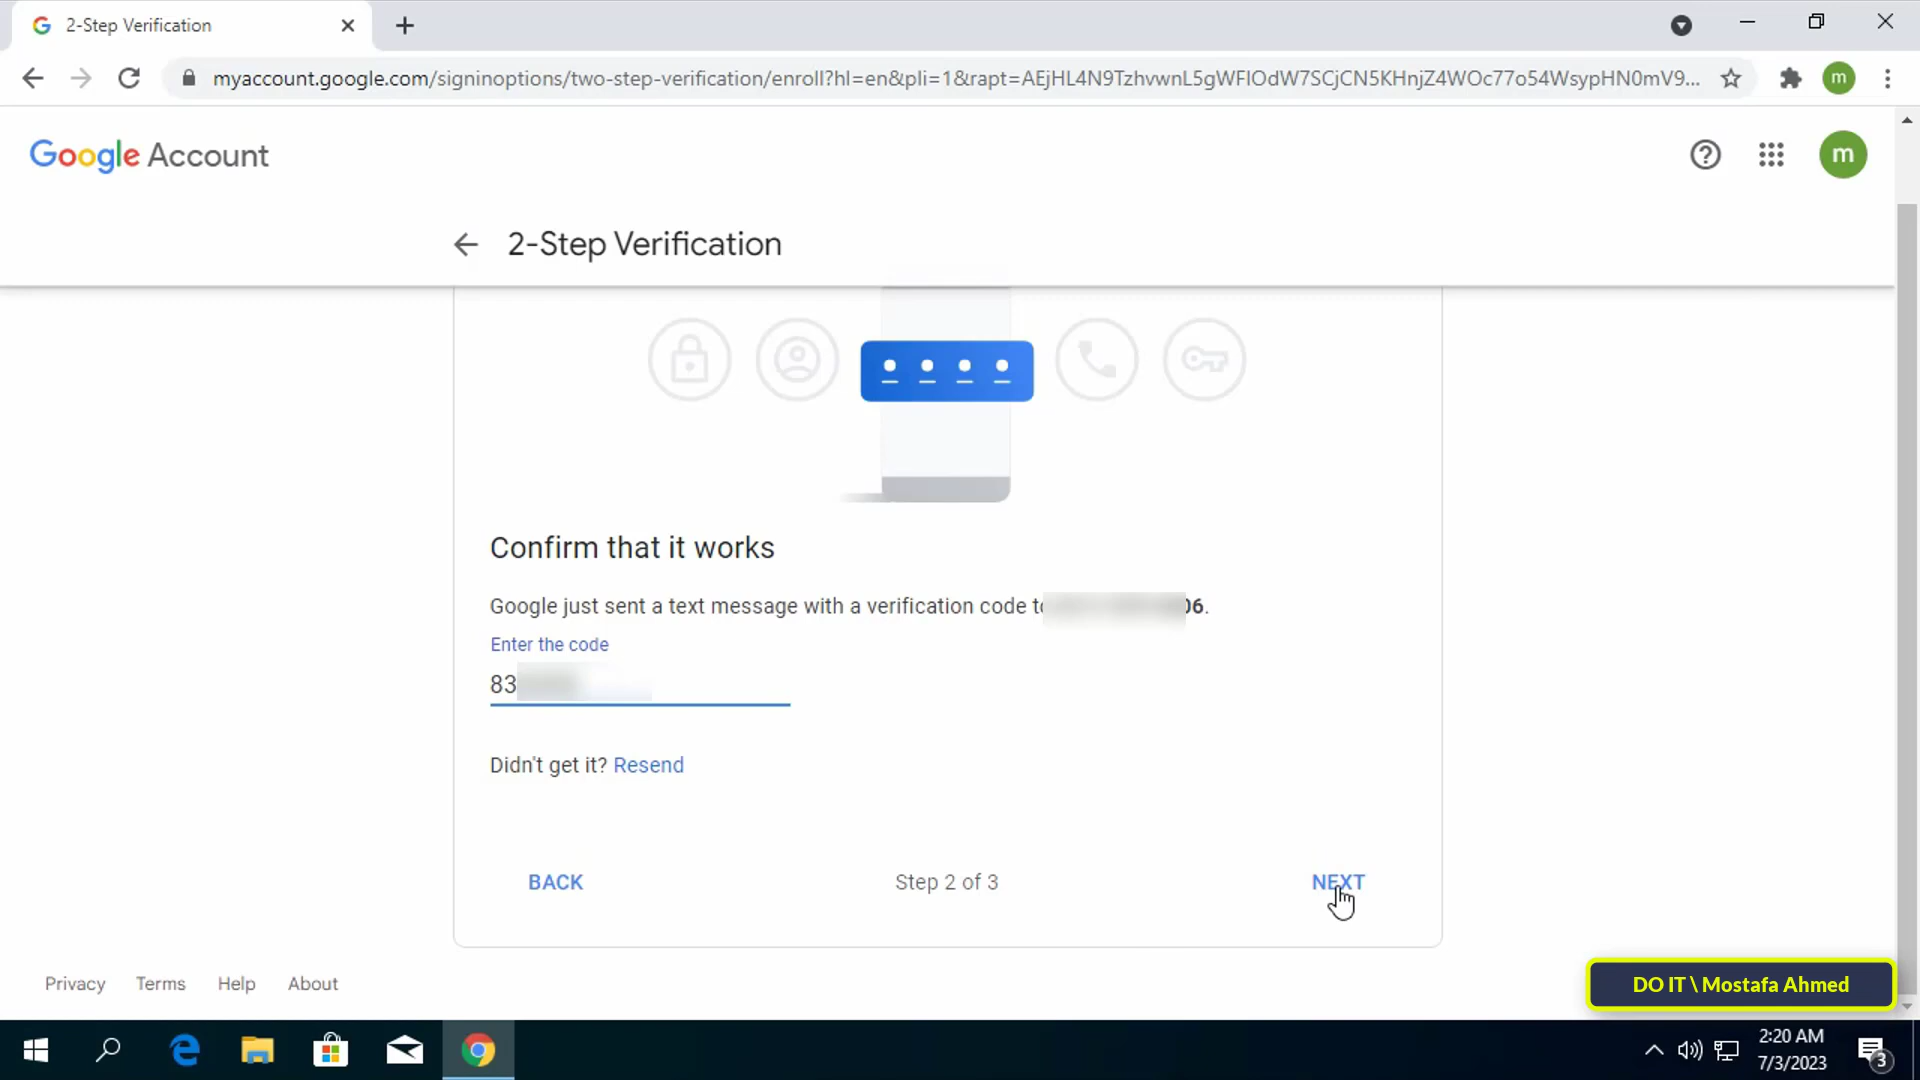 2-Step Verification
myaccount.google.com/signinoptions/two-step-verification/enroll?hl=en&pli=1&rapt=AEjHL4N9TzhvwnL5gWFlOdW7SCjCN5KHnjZ4WOc77o54WsypHN0mV9...
m
Google Account
m
2-Step Verification
Confirm that it works
Google just sent a text message with a verification code to 06.
Enter the code
83
Didn't get it? Resend
BACK
Step 2 of 3
NEXT
Privacy
Terms
Help
About
DO IT \ Mostafa Ahmed
2:20 AM
7/3/2023
3